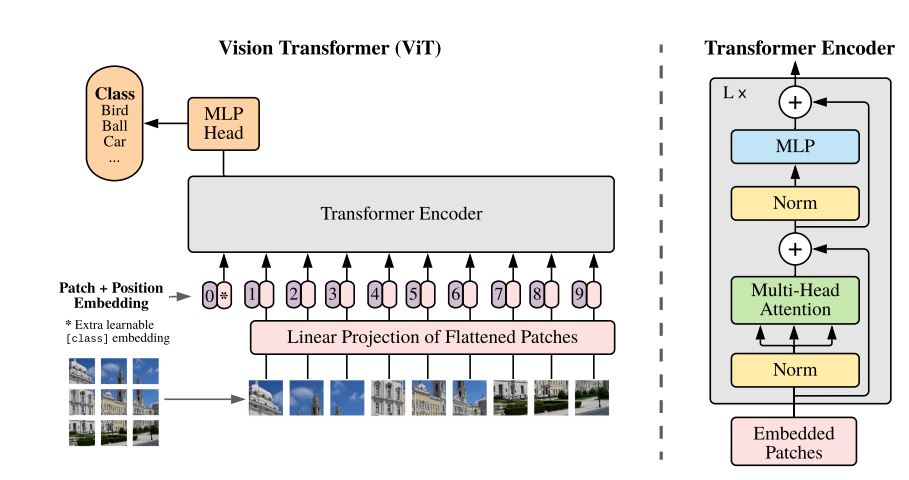 Vision Transformer (ViT)
Class
Bird
Ball
Car
...
MLP
Head
Transformer Encoder
Patch + Position
Embedding
0 * 1 2 3 4 5 6 7 8 9
* Extra learnable
[class] embedding
Linear Projection of Flattened Patches
Transformer Encoder
L x
+
MLP
Norm
+
Multi-Head
Attention
Norm
Embedded
Patches